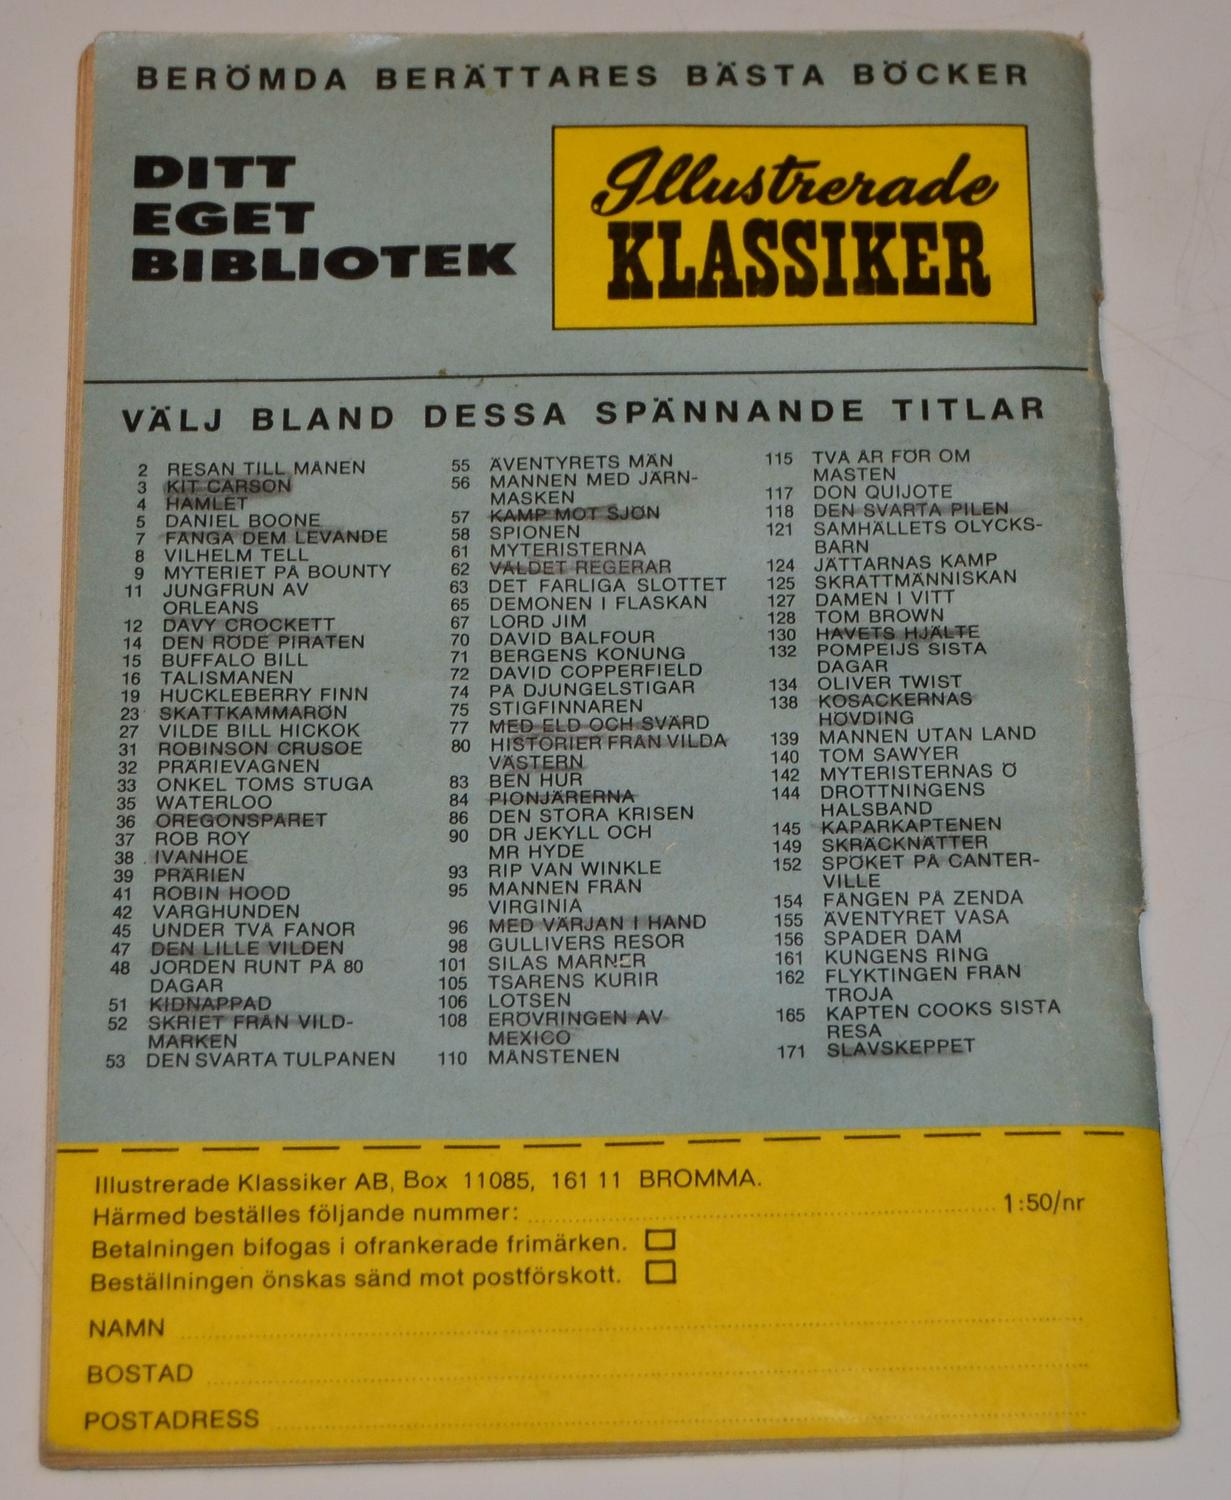 BERÖMDA BERÄTTARES BÄSTA BÖCKER
DITT
EGET
BIBLIOTEK
Illustrerade
KLASSIKER
VÄLJ BLAND DESSA SPÄNNANDE TITLAR
2 RESAN TILL MÅNEN
3 KIT CARSON
4 HAMLET
5 DANIEL BOONE
7 FÅNGA DEM LEVANDE
8 VILHELM TELL
9 MYTERIET PÅ BOUNTY
11 JUNGFRUN AV
ORLEANS
12 DAVY CROCKETT
14 DEN RÖDE PIRATEN
15 BUFFALO BILL
16 TALISMANEN
19 HUCKLEBERRY FINN
23 SKATTKAMMARÖN
27 VILDE BILL HICKOK
31 ROBINSON CRUSOE
32 PRÄRIEVAGNEN
33 ONKEL TOMS STUGA
35 WATERLOO
36 OREGONSPÅRET
37 ROB ROY
38 IVANHOE
39 PRÄRIEN
41 ROBIN HOOD
42 VARGHUNDEN
45 UNDER TVÅ FANOR
47 DEN LILLE VILDEN
48 JORDEN RUNT PÅ 80
DAGAR
51 KIDNAPPAD
52 SKRIET FRÅN VILD-
MARKEN
53 DEN SVARTA TULPANEN
55 ÄVENTYRETS MÄN
56 MANNEN MED JÄRN-
MASKEN
57 KAMP MOT SJÖN
58 SPIONEN
61 MYTERISTERNA
62 VÅLDET REGERAR
63 DET FARLIGA SLOTTET
65 DEMONEN I FLASKAN
67 LORD JIM
70 DAVID BALFOUR
71 BERGENS KONUNG
72 DAVID COPPERFIELD
74 PÅ DJUNGELSTIGAR
75 STIGFINNAREN
77 MED ELD OCH SVÄRD
80 HISTORIER FRÅN VILDA
VÄSTERN
83 BEN HUR
84 PIONJÄRERNA
86 DEN STORA KRISEN
90 DR JEKYLL OCH
MR HYDE
93 RIP VAN WINKLE
95 MANNEN FRÅN
VIRGINIA
96 MED VÄRJAN I HAND
98 GULLIVERS RESOR
101 SILAS MARNER
105 TSARENS KURIR
106 LOTSEN
108 ERÖVRINGEN AV
MEXICO
110 MÅNSTENEN
115 TVÅ ÅR FÖR OM
MASTEN
117 DON QUIJOTE
118 DEN SVARTA PILEN
121 SAMHÄLLETS OLYCKS-
BARN
124 JÄTTARNAS KAMP
125 SKRATTMÄNNISKAN
127 DAMEN I VITT
128 TOM BROWN
130 HAVETS HJÄLTE
132 POMPEIJS SISTA
DAGAR
134 OLIVER TWIST
138 KOSACKERNAS
HÖVDING
139 MANNEN UTAN LAND
140 TOM SAWYER
142 MYTERISTERNAS Ö
144 DROTTNINGENS
HALSBAND
145 KAPARKAPTENEN
149 SKRÄCKNÄTTER
152 SPÖKET PÅ CANTER-
VILLE
154 FÅNGEN PÅ ZENDA
155 ÄVENTYRET VASA
156 SPADER DAM
161 KUNGENS RING
162 FLYKTINGEN FRÅN
TROJA
165 KAPTEN COOKS SISTA
RESA
171 SLAVSKEPPET
Illustrerade Klassiker AB, Box 11085, 161 11 BROMMA.
Härmed beställes följande nummer: 1:50/nr
Betalningen bifogas i ofrankerade frimärken.
Beställningen önskas sänd mot postförskott.
NAMN
BOSTAD
POSTADRESS